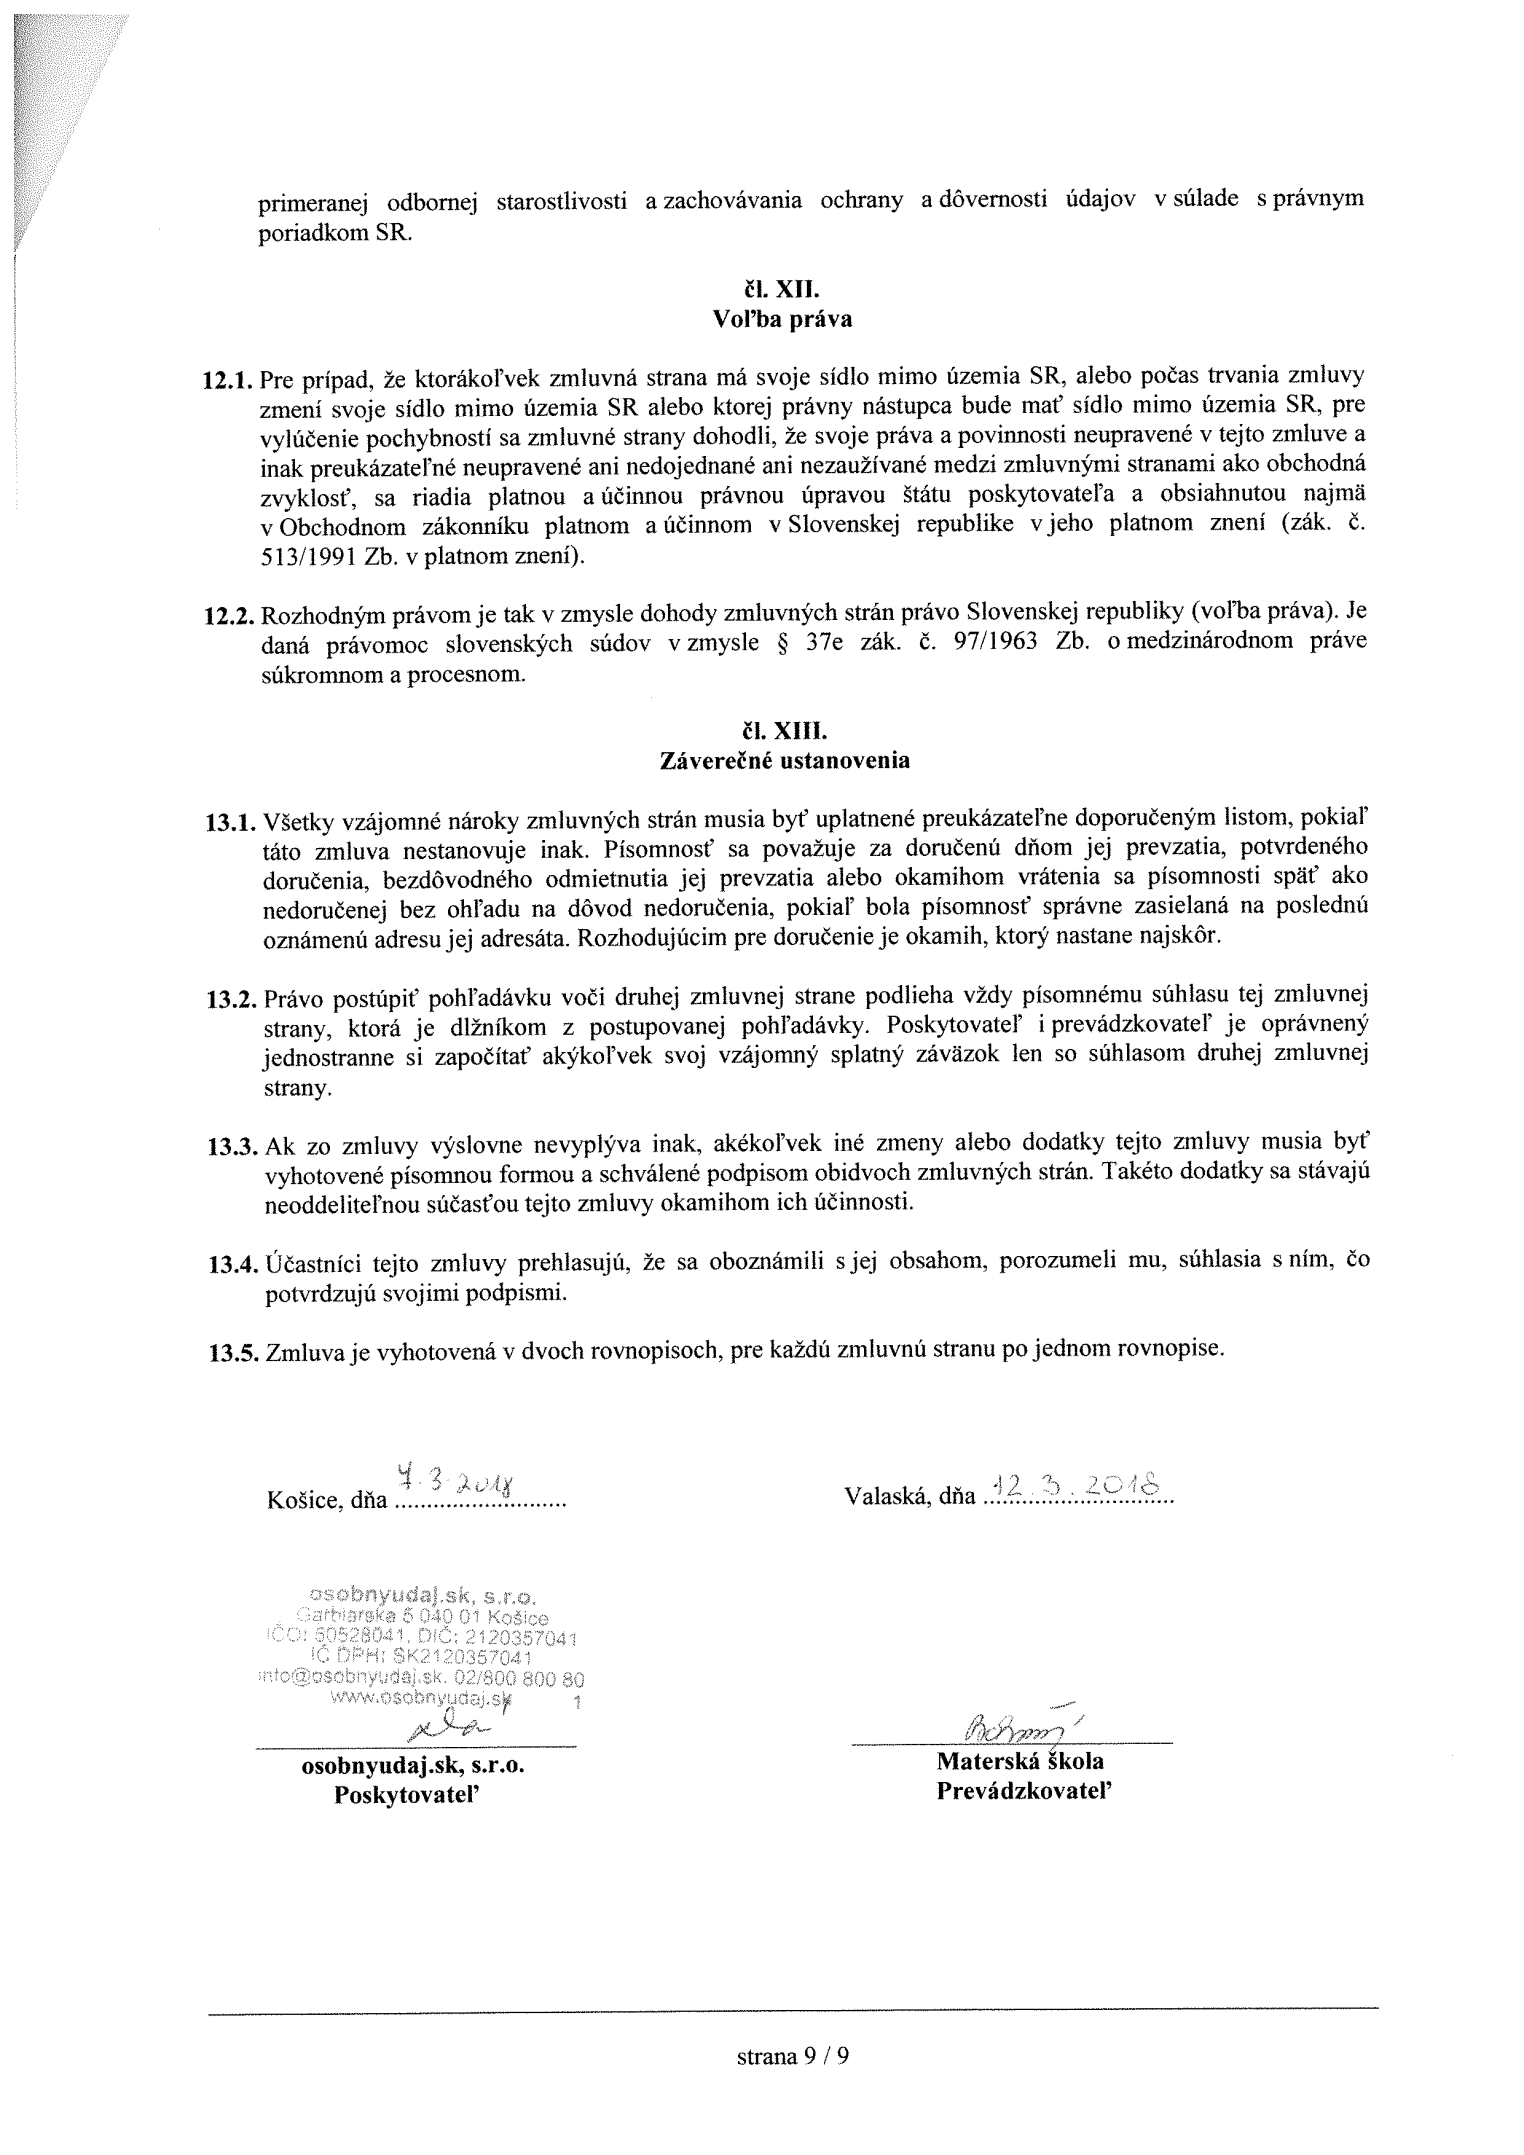 primeranej odbornej starostlivosti a zachovávania ochrany a dôvernosti údajov v súlade s právnym
poriadkom SR.
čl. XII.
Voľba práva
12.1. Pre prípad, že ktorákoľvek zmluvná strana má svoje sídlo mimo územia SR, alebo počas trvania zmluvy
zmení svoje sídlo mimo územia SR alebo ktorej právny nástupca bude mať sídlo mimo územia SR, pre
vylúčenie pochybností sa zmluvné strany dohodli, že svoje práva a povinnosti neupravené v tejto zmluve a
inak preukázateľné neupravené ani nedojednané ani nezaužívané medzi zmluvnými stranami ako obchodná
zvyklosť, sa riadia platnou a účinnou právnou úpravou štátu poskytovateľa a obsiahnutou najmä
v Obchodnom zákonníku platnom a účinnom v Slovenskej republike v jeho platnom znení (zák. č.
513/1991 Zb. v platnom znení).
12.2. Rozhodným právom je tak v zmysle dohody zmluvných strán právo Slovenskej republiky (voľba práva). Je
daná právomoc slovenských súdov v zmysle § 37e zák. č. 97/1963 Zb. o medzinárodnom práve
súkromnom a procesnom.
čl. XIII.
Záverečné ustanovenia
13.1. Všetky vzájomné nároky zmluvných strán musia byť uplatnené preukázateľne doporučeným listom, pokiaľ
táto zmluva nestanovuje inak. Písomnosť sa považuje za doručenú dňom jej prevzatia, potvrdeného
doručenia, bezdôvodného odmietnutia jej prevzatia alebo okamihom vrátenia sa písomnosti späť ako
nedoručenej bez ohľadu na dôvod nedoručenia, pokiaľ bola písomnosť správne zasielaná na poslednú
oznámenú adresu jej adresáta. Rozhodujúcim pre doručenie je okamih, ktorý nastane najskôr.
13.2. Právo postúpiť pohľadávku voči druhej zmluvnej strane podlieha vždy písomnému súhlasu tej zmluvnej
strany, ktorá je dlžníkom z postupovanej pohľadávky. Poskytovateľ i prevádzkovateľ je oprávnený
jednostranne si započítať akýkoľvek svoj vzájomný splatný záväzok len so súhlasom druhej zmluvnej
strany.
13.3. Ak zo zmluvy výslovne nevyplýva inak, akékoľvek iné zmeny alebo dodatky tejto zmluvy musia byť
vyhotovené písomnou formou a schválené podpisom obidvoch zmluvných strán. Takéto dodatky sa stávajú
neoddeliteľnou súčasťou tejto zmluvy okamihom ich účinnosti.
13.4. Účastníci tejto zmluvy prehlasujú, že sa oboznámili s jej obsahom, porozumeli mu, súhlasia s ním, čo
potvrdzujú svojimi podpismi.
13.5. Zmluva je vyhotovená v dvoch rovnopisoch, pre každú zmluvnú stranu po jednom rovnopise.
Košice, dňa 7.3.2018
Valaská, dňa 12.3.2018
osobnyudaj.sk, s.r.o.
Garbiarska 5 040 01 Košice
IČO: 50528041, DIČ: 2120357041
IČ DPH: SK2120357041
info@osobnyudaj.sk. 02/800 800 80
www.osobnyudaj.sk 1
osobnyudaj.sk, s.r.o.
Poskytovateľ
Materská škola
Prevádzkovateľ
strana 9 / 9